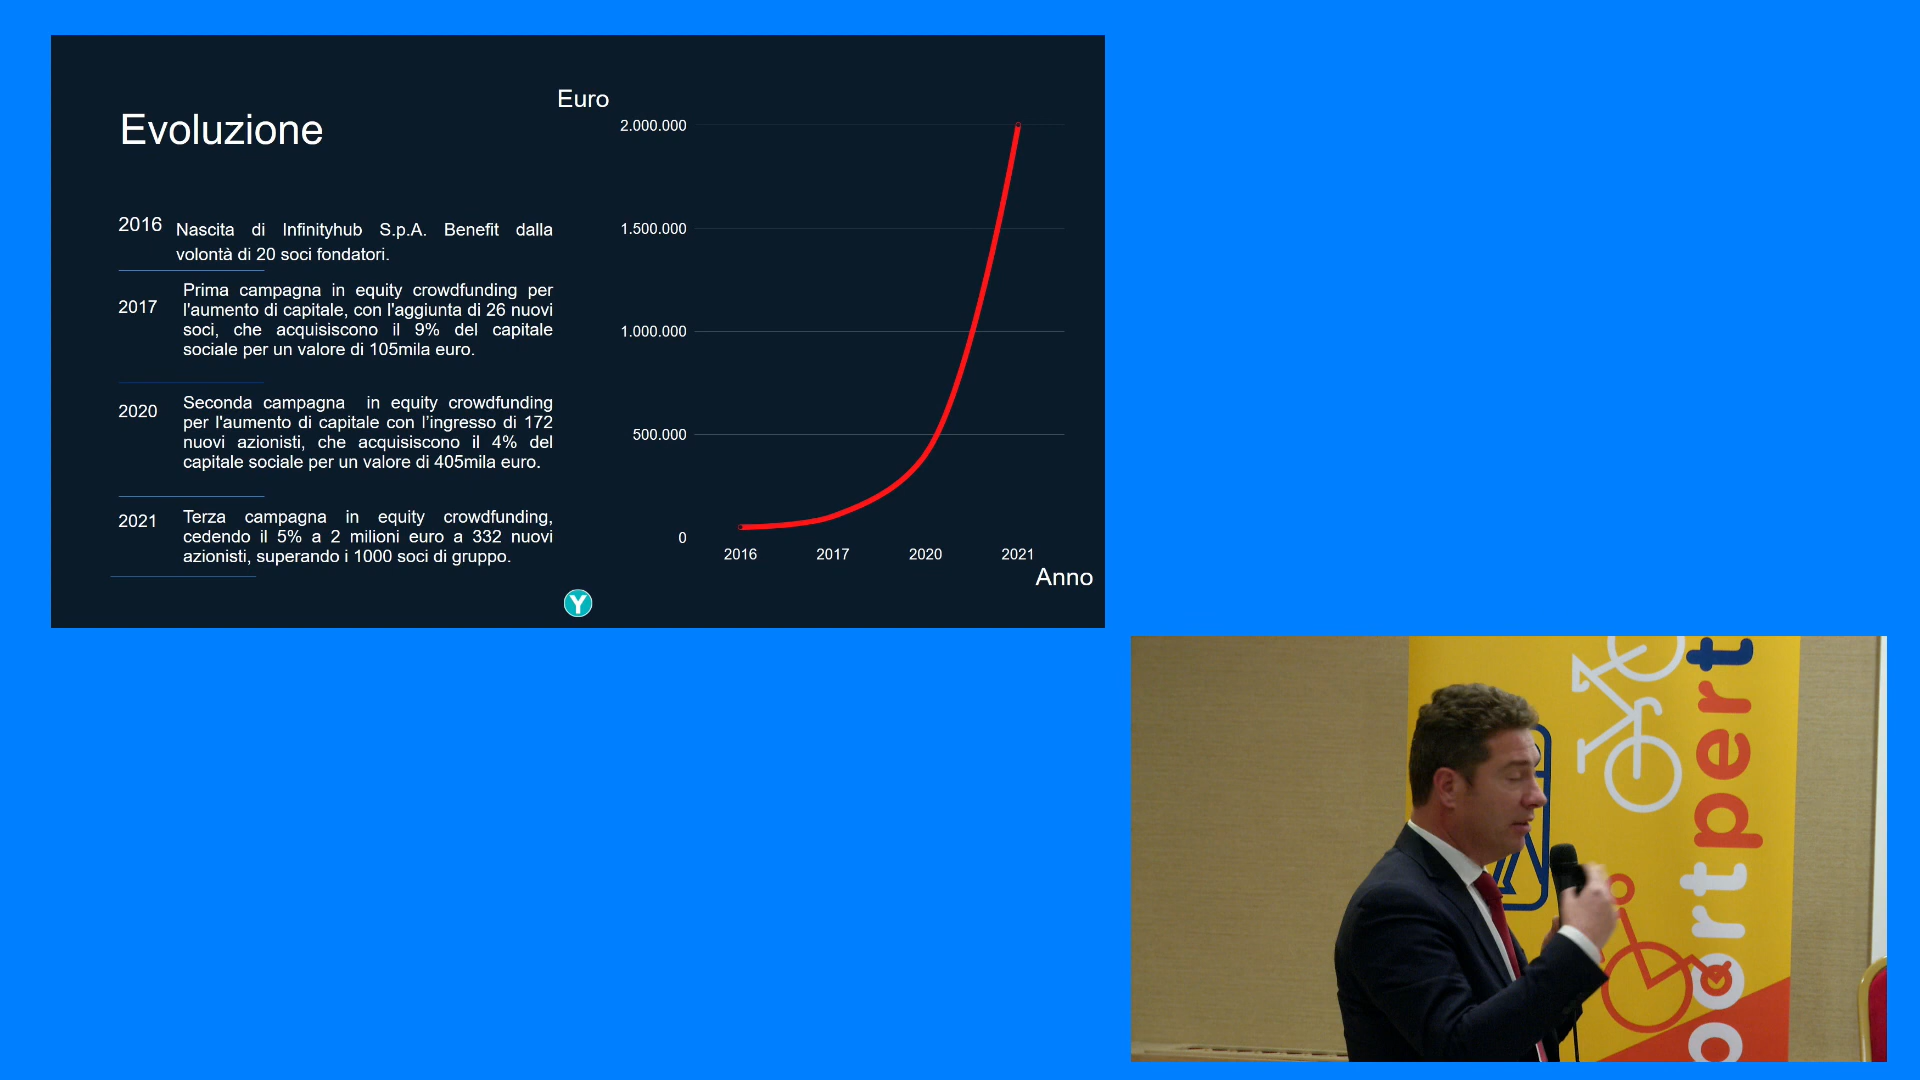 Evoluzione
2016
Nascita di Infinityhub S.p.A. Benefit dalla
volontà di 20 soci fondatori.
2017
Prima campagna in equity crowdfunding per
l'aumento di capitale, con l'aggiunta di 26 nuovi
soci, che acquisiscono il 9% del capitale
sociale per un valore di 105mila euro.
2020
Seconda campagna in equity crowdfunding
per l'aumento di capitale con l’ingresso di 172
nuovi azionisti, che acquisiscono il 4% del
capitale sociale per un valore di 405mila euro.
2021
Terza campagna in equity crowdfunding,
cedendo il 5% a 2 milioni euro a 332 nuovi
azionisti, superando i 1000 soci di gruppo.
Euro
2.000.000
1.500.000
1.000.000
500.000
0
2016 2017 2020 2021
Anno
Y
portpert